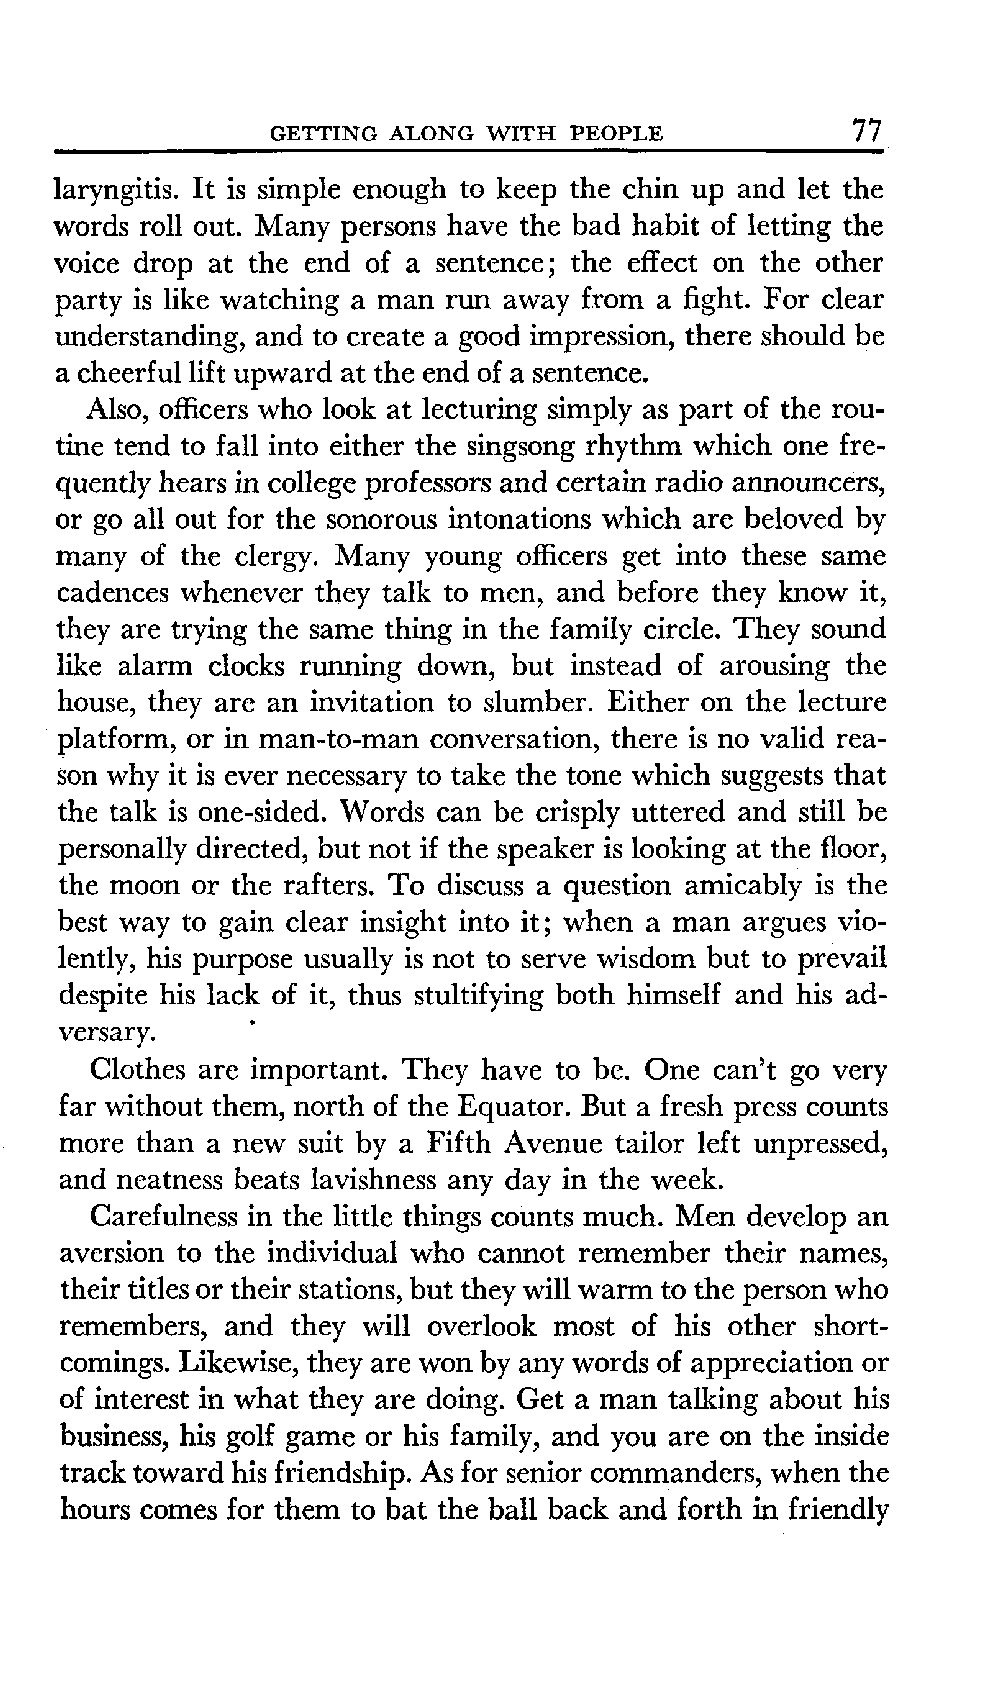 GETTING ALONG WITH PEOPLE 77
laryngitis. It is simple enough to keep the chin up and let the
words roll out. Many persons have the bad habit of letting the
voice drop at the end of a sentence; the effect on the other
party is like watching a man run away from a fight. For clear
understanding, and to create a good impression, there should be
a cheerful lift upward at the end of a sentence.
Also, officers who look at lecturing simply as part of the rou-
tine tend to fall into either the singsong rhythm which one fre-
quently hears in college professors and certain radio announcers,
or go all out for the sonorous intonations which are beloved by
many of the clergy. Many young officers get into these same
cadences whenever they talk to men, and before they know it,
they are trying the same thing in the family circle. They sound
like alarm clocks running down, but instead of arousing the
house, they are an invitation to slumber. Either on the lecture
platform, or in man-to-man conversation, there is no valid rea-
son why it is ever necessary to take the tone which suggests that
the talk is one-sided. Words can be crisply uttered and still be
personally directed, but not if the speaker is looking at the floor,
the moon or the rafters. To discuss a question amicably is the
best way to gain clear insight into it; when a man argues vio-
lently, his purpose usually is not to serve wisdom but to prevail
despite his lack of it, thus stultifying both himself and his ad-
versary.
Clothes are important. They have to be. One can't go very
far without them, north of the Equator. But a fresh press counts
more than a new suit by a Fifth Avenue tailor left unpressed,
and neatness beats lavishness any day in the week.
Carefulness in the little things counts much. Men develop an
aversion to the individual who cannot remember their names,
their titles or their stations, but they will warm to the person who
remembers, and they will overlook most of his other short-
comings. Likewise, they are won by any words of appreciation or
of interest in what they are doing. Get a man talking about his
business, his golf game or his family, and you are on the inside
track toward his friendship. As for senior commanders, when the
hours comes for them to bat the ball back and forth in friendly